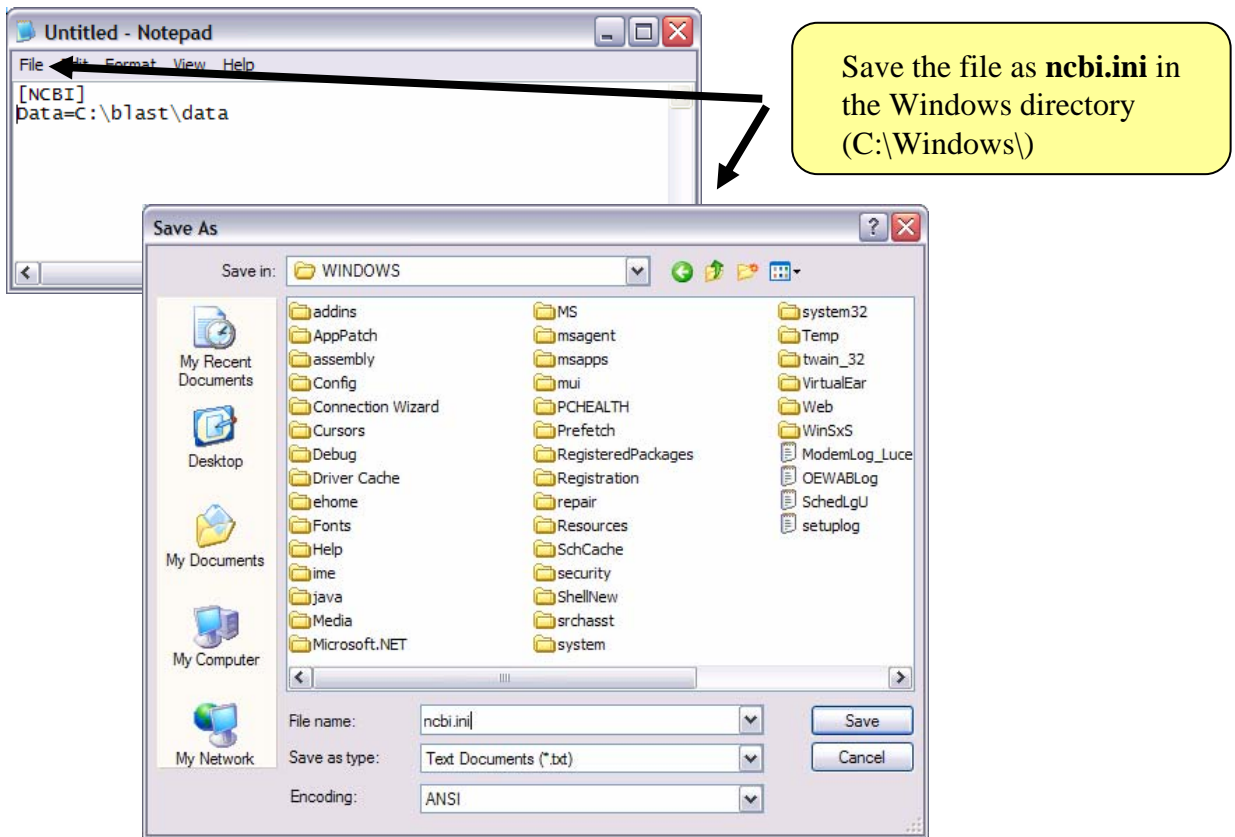 Untitled - Notepad
File Edit Format View Help
[NCBI]
Data=C:\blast\data
Save the file as ncbi.ini in
the Windows directory
(C:\Windows\)
Save As
Save in: WINDOWS
My Recent
Documents
Desktop
My Documents
My Computer
My Network
addins
AppPatch
assembly
Config
Connection Wizard
Cursors
Debug
Driver Cache
ehome
Fonts
Help
ime
java
Media
Microsoft.NET
MS
msagent
msapps
mui
PCHEALTH
Prefetch
RegisteredPackages
Registration
repair
Resources
SchCache
security
ShellNew
srchasst
system
system32
Temp
twain_32
VirtualEar
Web
WinSxS
ModemLog_Luce
OEWABLog
SchedLgU
setuplog
File name: ncbi.ini
Save
Save as type: Text Documents (*.txt)
Cancel
Encoding: ANSI